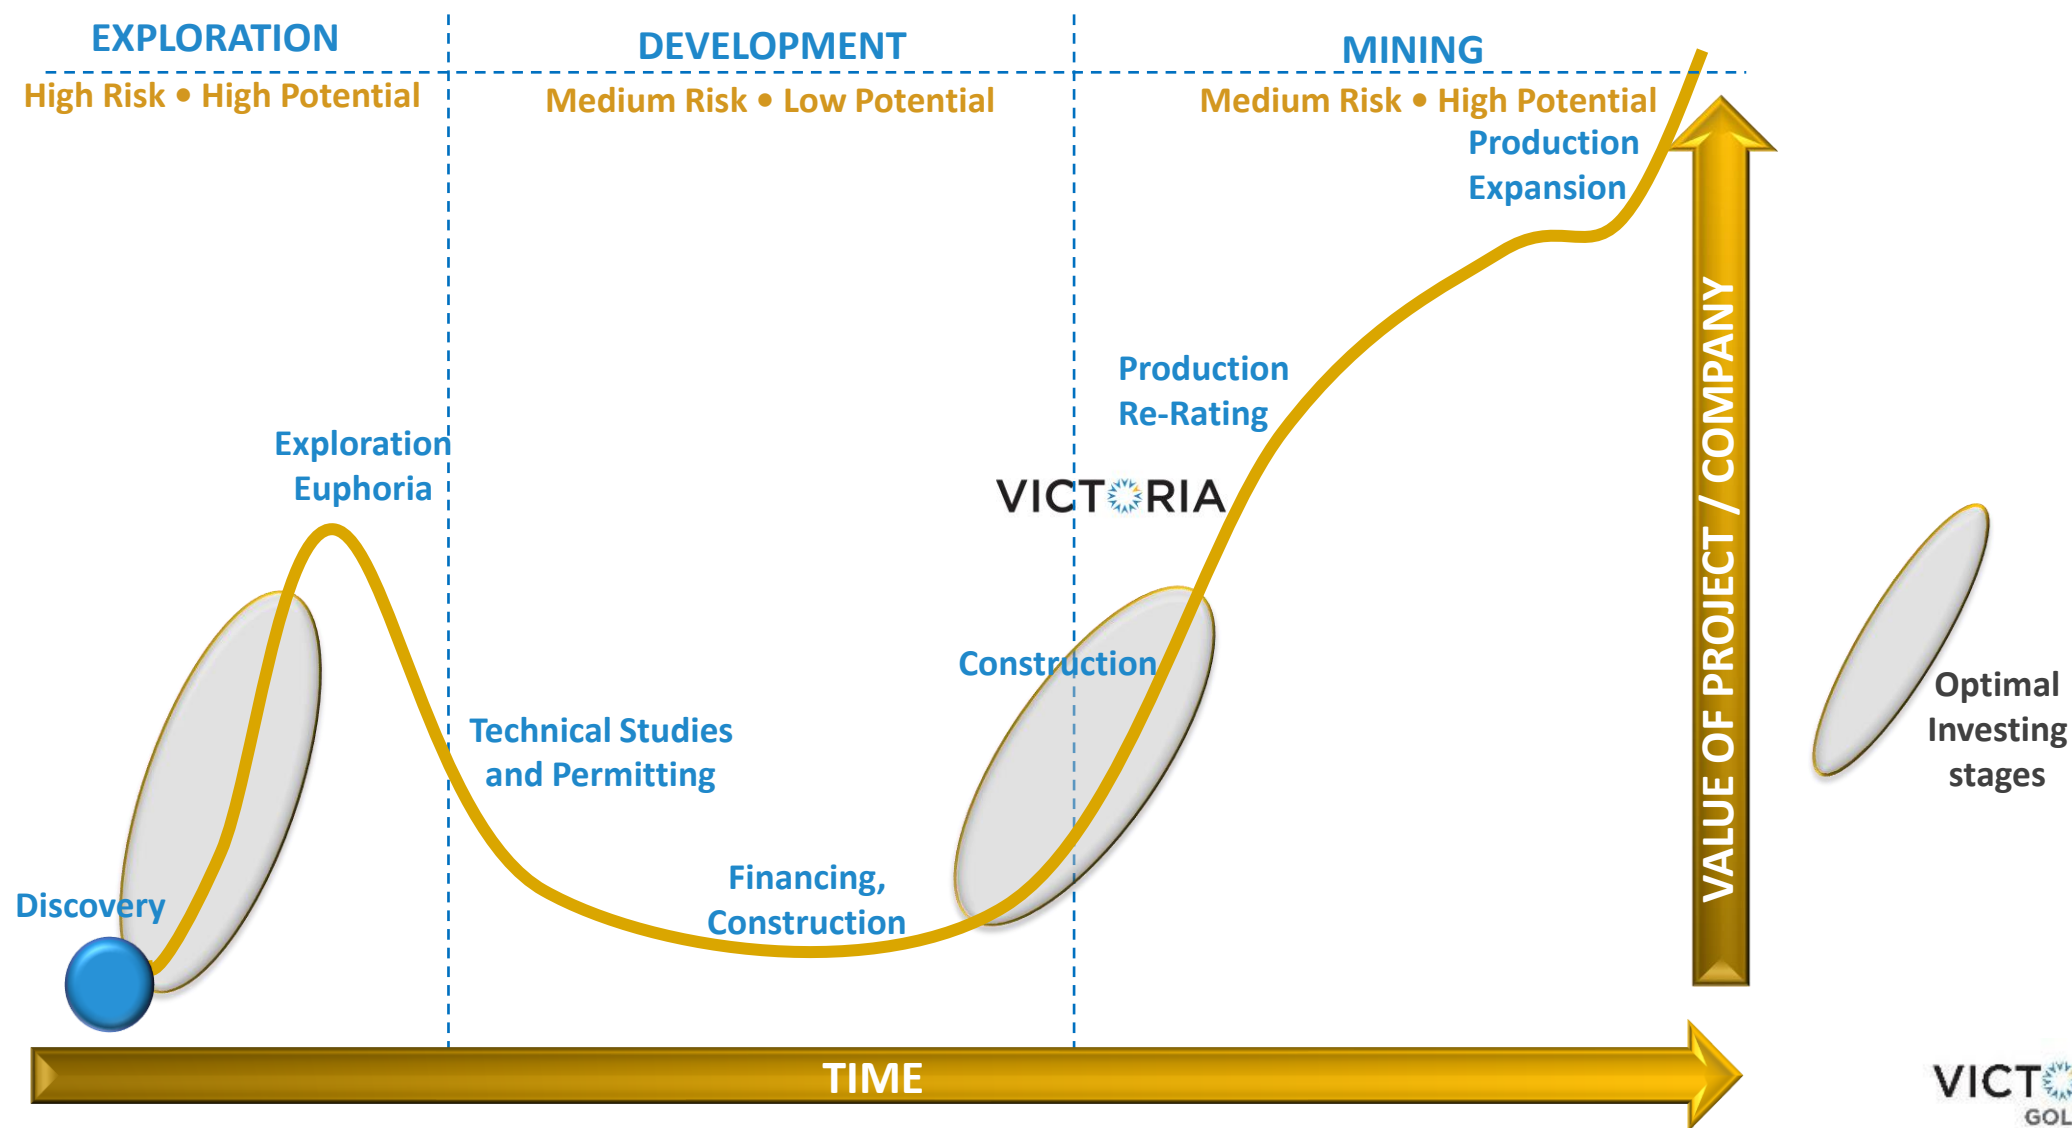 EXPLORATION
High Risk • High Potential
DEVELOPMENT
Medium Risk • Low Potential
MINING
Medium Risk • High Potential
Production
Expansion
Production
Re-Rating
Exploration
Euphoria
VICTORIA
Construction
Technical Studies
and Permitting
Financing,
Construction
Discovery
VALUE OF PROJECT / COMPANY
Optimal
Investing
stages
TIME
VICTO
GOL